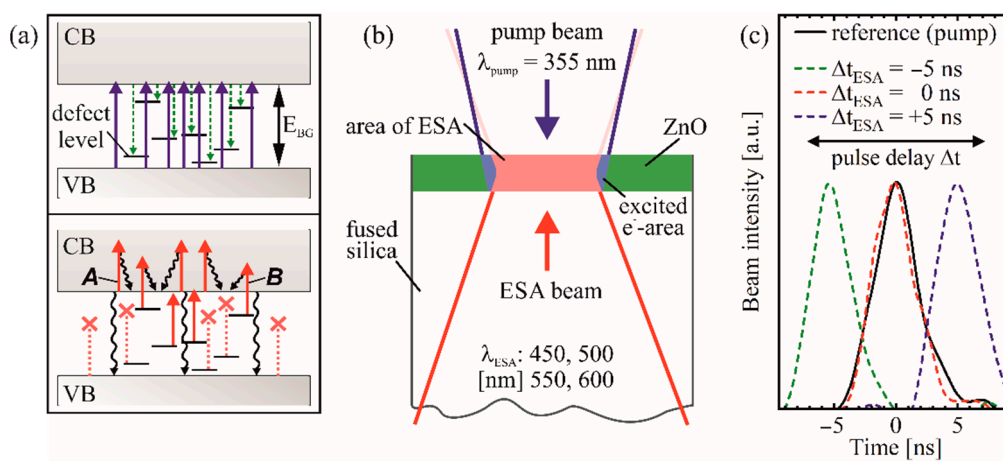 (a)
CB
defect
level
E_BG
VB
CB
A
B
VB
(b)
pump beam
λ_pump = 355 nm
area of ESA
ZnO
fused
silica
excited
e⁻-area
ESA beam
λ_ESA: 450, 500
[nm] 550, 600
(c)
reference (pump)
Δt_ESA = −5 ns
Δt_ESA = 0 ns
Δt_ESA = +5 ns
pulse delay Δt
Beam intensity [a.u.]
−5 0 5
Time [ns]